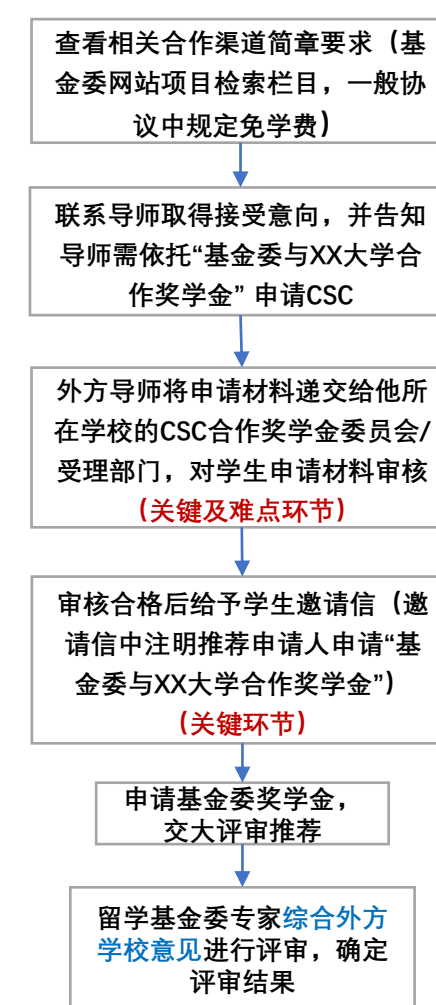 查看相关合作渠道简章要求（基
金委网站项目检索栏目，一般协
议中规定免学费）
联系导师取得接受意向，并告知
导师需依托“基金委与XX大学合
作奖学金” 申请CSC
外方导师将申请材料递交给他所
在学校的CSC合作奖学金委员会/
受理部门，对学生申请材料审核
（关键及难点环节）
审核合格后给予学生邀请信（邀
请信中注明推荐申请人申请“基
金委与XX大学合作奖学金”）
（关键环节）
申请基金委奖学金，
交大评审推荐
留学基金委专家综合外方
学校意见进行评审，确定
评审结果